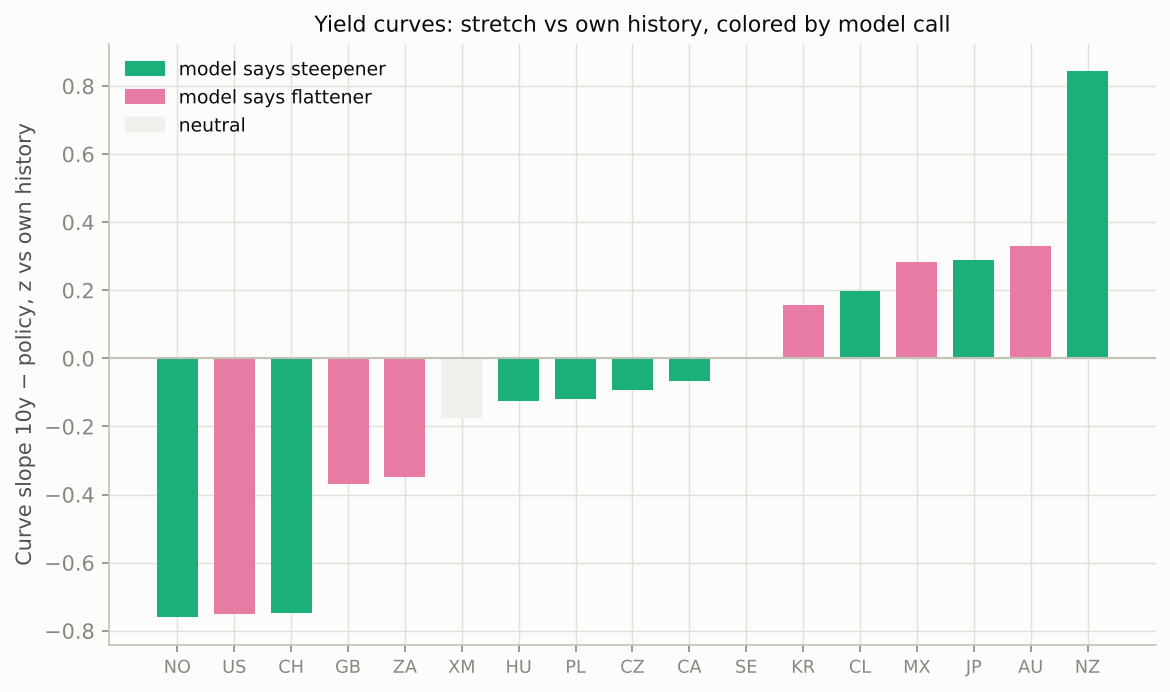 Yield curves: stretch vs own history, colored by model call
model says steepener
model says flattener
neutral
Curve slope 10y − policy, z vs own history
0.8
0.6
0.4
0.2
0.0
−0.2
−0.4
−0.6
−0.8
NO US CH GB ZA XM HU PL CZ CA SE KR CL MX JP AU NZ